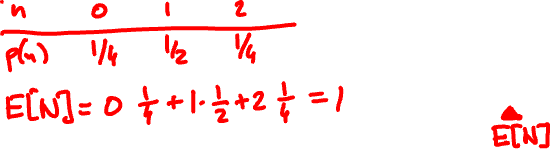 n 0 1 2
p(n) 1/4 1/2 1/4
E[N] = 0 1/4 + 1 · 1/2 + 2 1/4 = 1
E[N]